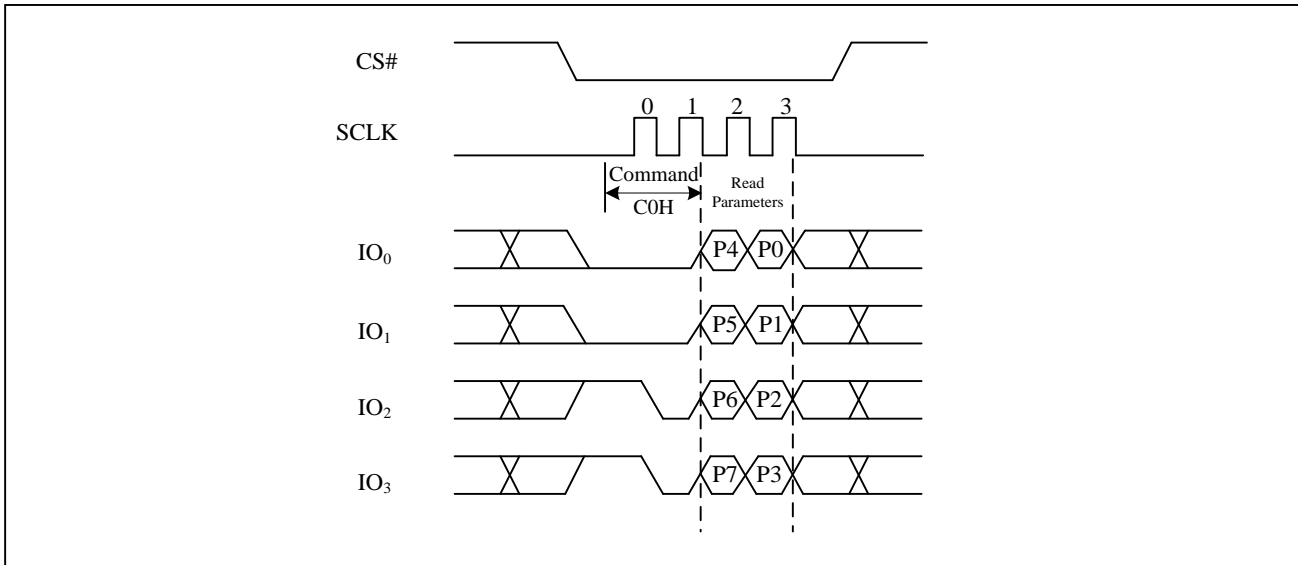 CS#
0 1 2 3
SCLK
Command
C0H
Read
Parameters
IO0 P4 P0
IO1 P5 P1
IO2 P6 P2
IO3 P7 P3